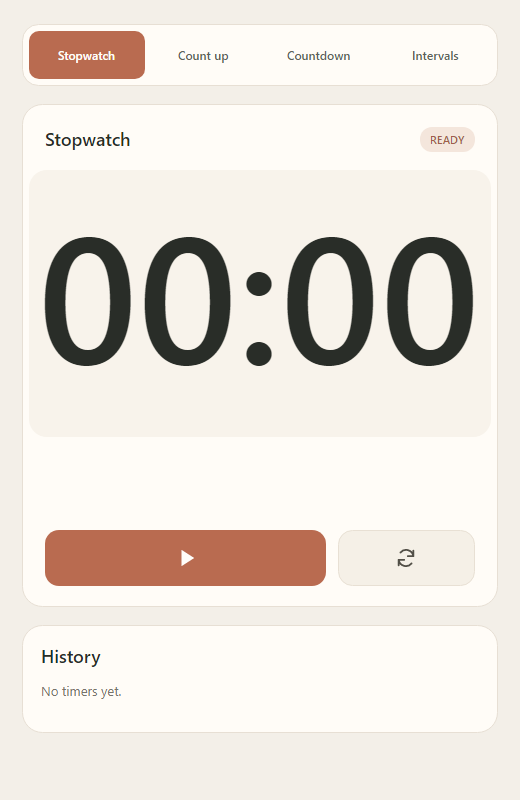 Stopwatch Count up Countdown Intervals
Stopwatch READY
00:00
History
No timers yet.